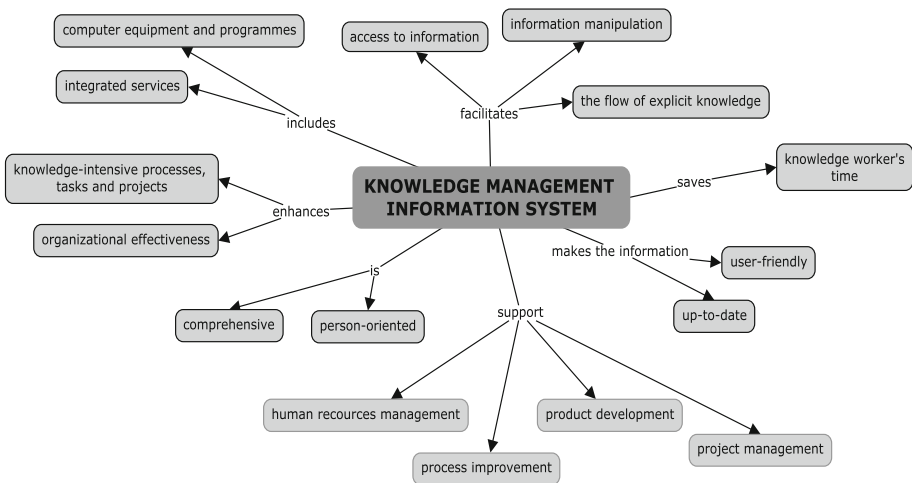 information manipulation
computer equipment and programmes
access to information
integrated services
the flow of explicit knowledge
facilitates
includes
knowledge worker's
time
knowledge-intensive processes,
tasks and projects
KNOWLEDGE MANAGEMENT
INFORMATION SYSTEM
saves
enhances
organizational effectiveness
makes the information
user-friendly
is
comprehensive
person-oriented
support
up-to-date
human recources management
product development
project management
process improvement